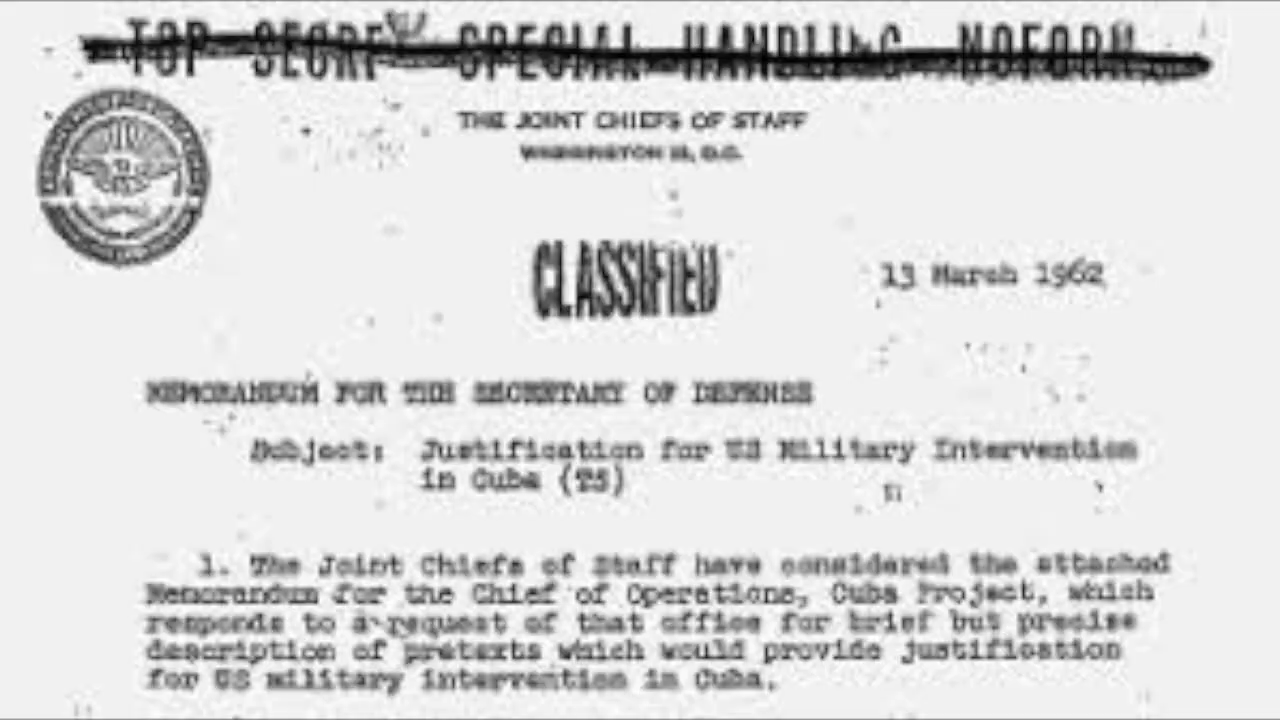 TOP SECRET SPECIAL HANDLING NOFORN
THE JOINT CHIEFS OF STAFF
WASHINGTON 25, D.C.
CLASSIFIED
13 March 1962
MEMORANDUM FOR THE SECRETARY OF DEFENSE
Subject: Justification for US Military Intervention
in Cuba (TS)
1. The Joint Chiefs of Staff have considered the attached
Memorandum for the Chief of Operations, Cuba Project, which
responds to a request of that office for brief but precise
description of pretexts which would provide justification
for US military intervention in Cuba.